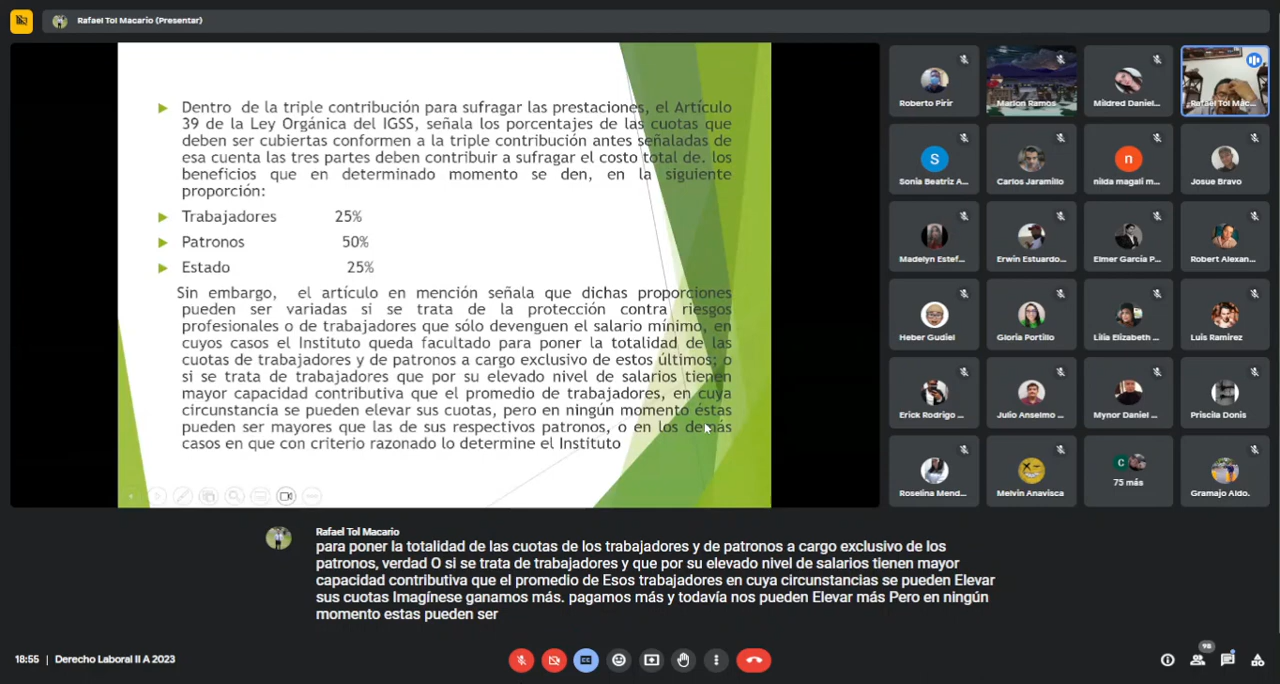 Rafael Tol Macario (Presentar)
Dentro de la triple contribución para sufragar las prestaciones, el Artículo
39 de la Ley Orgánica del IGSS, señala los porcentajes de las cuotas que
deben ser cubiertas conformen a la triple contribución antes señaladas de
esa cuenta las tres partes deben contribuir a sufragar el costo total de. los
beneficios que en determinado momento se den, en la siguiente
proporción:
Trabajadores 25%
Patronos 50%
Estado 25%
Sin embargo, el artículo en mención señala que dichas proporciones
pueden ser variadas si se trata de la protección contra riesgos
profesionales o de trabajadores que sólo devenguen el salario mínimo, en
cuyos casos el Instituto queda facultado para poner la totalidad de las
cuotas de trabajadores y de patronos a cargo exclusivo de estos últimos; o
si se trata de trabajadores que por su elevado nivel de salarios tienen
mayor capacidad contributiva que el promedio de trabajadores, en cuya
circunstancia se pueden elevar sus cuotas, pero en ningún momento éstas
pueden ser mayores que las de sus respectivos patronos, o en los demás
casos en que con criterio razonado lo determine el Instituto
Roberto Pirir
Marlon Ramos
Mildred Daniel...
Rafael Tol Mac...
Sonia Beatriz A...
Carlos Jaramillo
nilda magalí m...
Josue Bravo
Madelyn Estef...
Erwin Estuardo...
Elmer García P...
Robert Alexan...
Heber Gudiel
Gloria Portillo
Lilia Elizabeth ...
Luis Ramírez
Erick Rodrigo ...
Julio Anselmo ...
Mynor Daniel ...
Priscila Donis
Roselina Mend...
Melvin Anavisca
75 más
Gramajo Aldo.
S
n
C
Rafael Tol Macario
para poner la totalidad de las cuotas de los trabajadores y de patronos a cargo exclusivo de los
patronos, verdad O si se trata de trabajadores y que por su elevado nivel de salarios tienen mayor
capacidad contributiva que el promedio de Esos trabajadores en cuya circunstancias se pueden Elevar
sus cuotas Imagínese ganamos más. pagamos más y todavía nos pueden Elevar más Pero en ningún
momento estas pueden ser
18:55 | Derecho Laboral II A 2023
CC
98